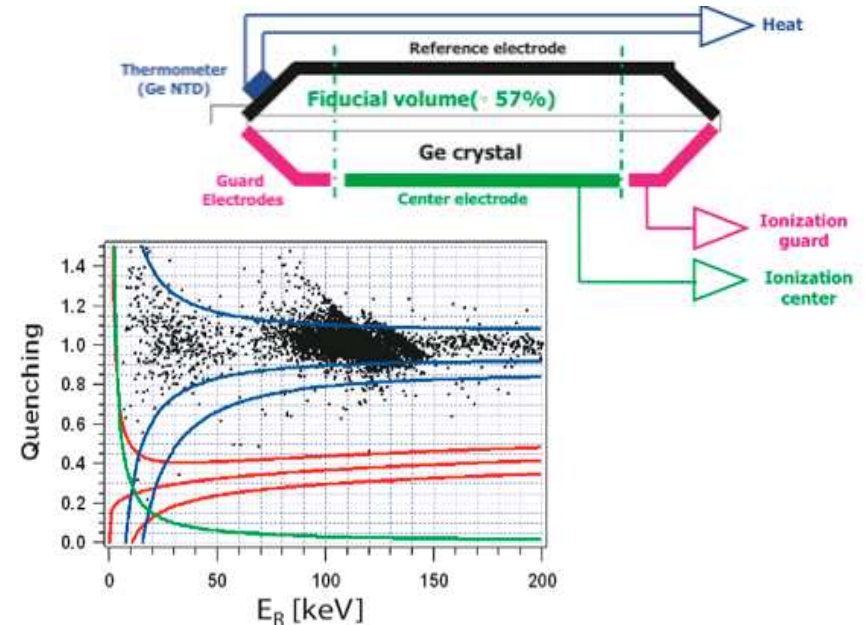 Heat
Reference electrode
Thermometer
(Ge NTD)
Fiducial volume(~ 57%)
Ge crystal
Guard
Electrodes
Center electrode
Ionization
guard
Ionization
center
Quenching
1.4
1.2
1.0
0.8
0.6
0.4
0.2
0.0
0
50
100
150
200
E_R [keV]